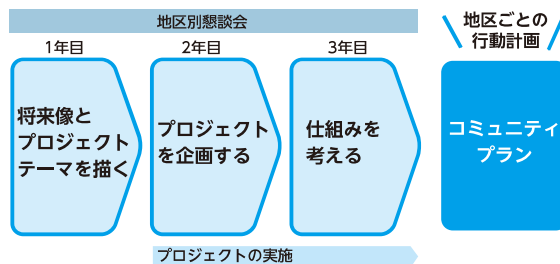 地区別懇談会
1年目
2年目
3年目
将来像と
プロジェクト
テーマを描く
プロジェクト
を企画する
仕組みを
考える
プロジェクトの実施
地区ごとの
行動計画
コミュニティ
プラン